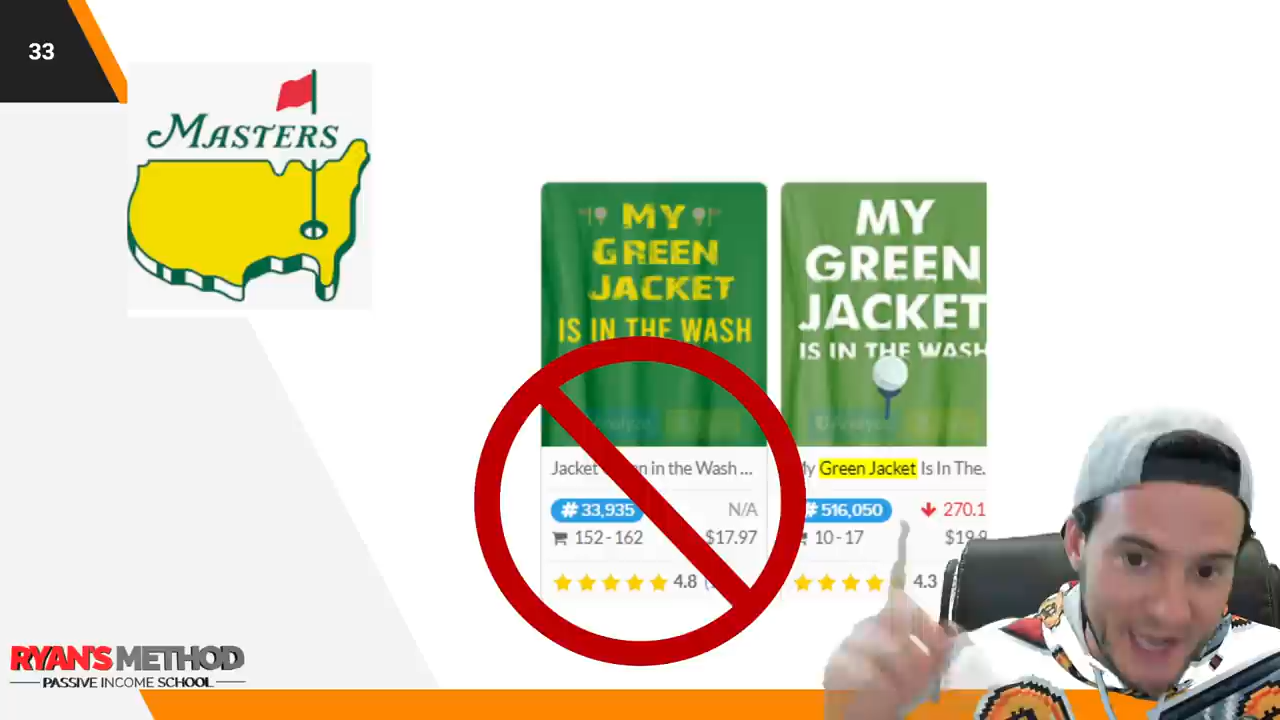 33
MASTERS
MY
GREEN
JACKET
IS IN THE WASH
Jacket in the Wash ...
#33,935 N/A
152 - 162 $17.97
4.8
MY
GREEN
JACKET
IS IN THE WASH
Green Jacket Is In The.
#516,050 270.1
10 - 17
4.3
RYAN'S METHOD
PASSIVE INCOME SCHOOL